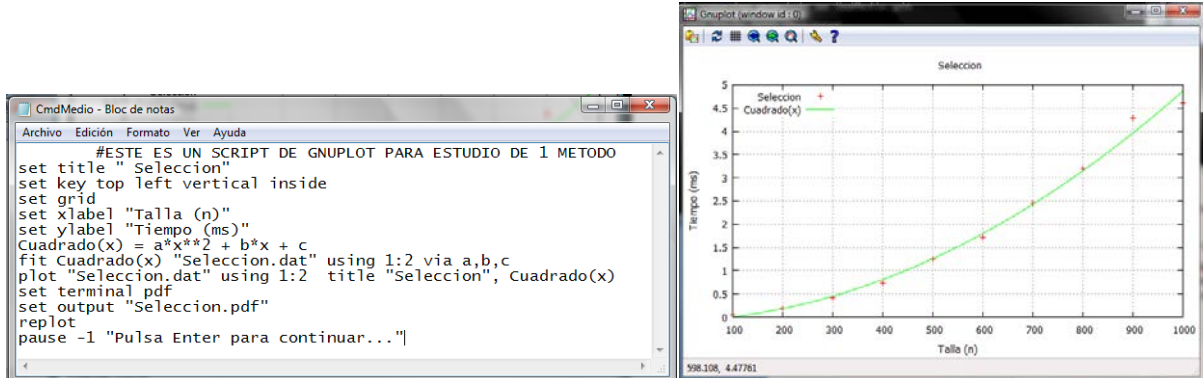 CmdMedio - Bloc de notas
Archivo Edición Formato Ver Ayuda
#ESTE ES UN SCRIPT DE GNUPLOT PARA ESTUDIO DE 1 METODO
set title " Seleccion"
set key top left vertical inside
set grid
set xlabel "Talla (n)"
set ylabel "Tiempo (ms)"
Cuadrado(x) = a*x**2 + b*x + c
fit Cuadrado(x) "Seleccion.dat" using 1:2 via a,b,c
plot "Seleccion.dat" using 1:2  title "Seleccion", Cuadrado(x)
set terminal pdf
set output "Seleccion.pdf"
replot
pause -1 "Pulsa Enter para continuar..."
Gnuplot (window id : 0)
Seleccion
Seleccion
Cuadrado(x)
5
4.5
4
3.5
3
2.5
2
1.5
1
0.5
0
Tiempo (ms)
100 200 300 400 500 600 700 800 900 1000
Talla (n)
598.108, 4.47761